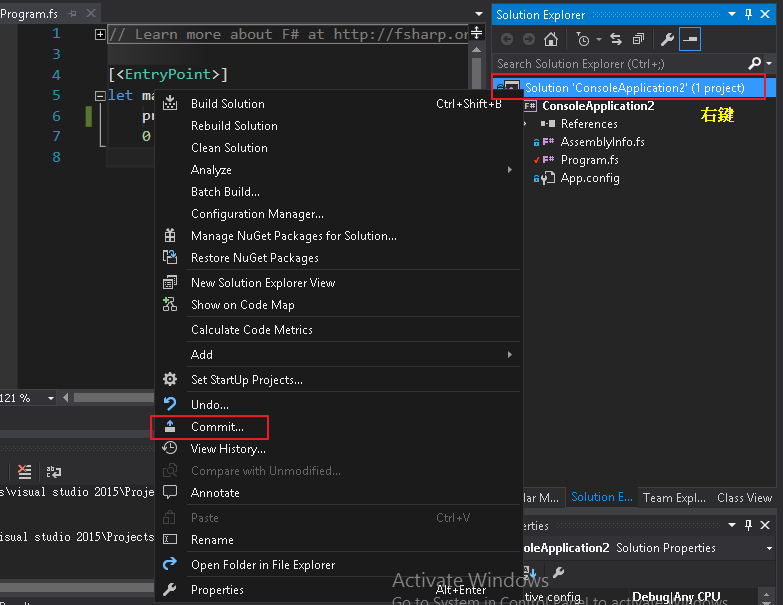 Program.fs
1 // Learn more about F# at http://fsharp.or
3
4 [<EntryPoint>]
5 let ma
6 pr
7 0
8
121 %
s\visual studio 2015\Proje
isual studio 2015\Projects
Build Solution Ctrl+Shift+B
Rebuild Solution
Clean Solution
Analyze
Batch Build...
Configuration Manager...
Manage NuGet Packages for Solution...
Restore NuGet Packages
New Solution Explorer View
Show on Code Map
Calculate Code Metrics
Add
Set StartUp Projects...
Undo...
Commit...
View History...
Compare with Unmodified...
Annotate
Paste Ctrl+V
Rename
Open Folder in File Explorer
Properties Alt+Enter
Solution Explorer
Search Solution Explorer (Ctrl+;)
Solution 'ConsoleApplication2' (1 project)
右鍵
F# ConsoleApplication2
References
F# AssemblyInfo.fs
F# Program.fs
App.config
lar M... Solution E... Team Expl... Class View
erties
soleApplication2 Solution Properties
ctive config Debug|Any CPU
Activate Windows
Go to System in Control Panel to activate Windows